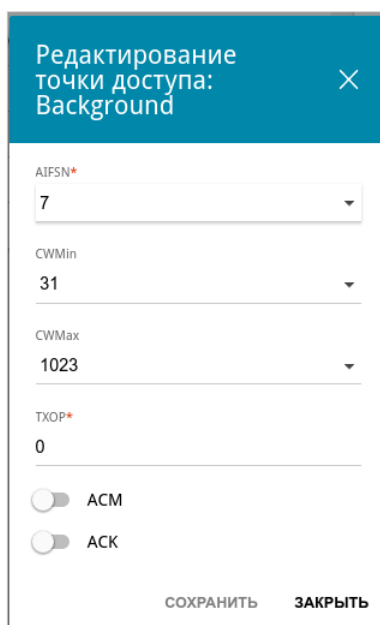 Редактирование
точки доступа:
Background
AIFSN*
7
CWMin
31
CWMax
1023
TXOP*
0
ACM
ACK
СОХРАНИТЬ ЗАКРЫТЬ